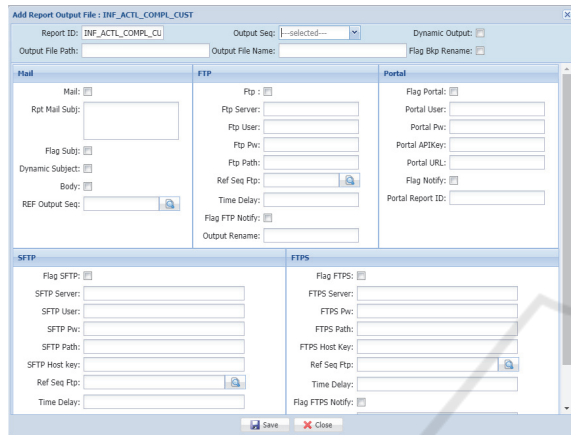 Add Report Output File : INF_ACTL_COMPL_CUST
Report ID: INF_ACTL_COMPL_CU Output Seq: ---selected--- Dynamic Output:
Output File Path: Output File Name: Flag Bkp Rename:
Mail
Mail:
Rpt Mail Subj:
Flag Subj:
Dynamic Subject:
Body:
REF Output Seq:
FTP
Ftp :
Ftp Server:
Ftp User:
Ftp Pw:
Ftp Path:
Ref Seq Ftp:
Time Delay:
Flag FTP Notify:
Output Rename:
Portal
Flag Portal:
Portal User:
Portal Pw:
Portal APIKey:
Portal URL:
Flag Notify:
Portal Report ID:
SFTP
Flag SFTP:
SFTP Server:
SFTP User:
SFTP Pw:
SFTP Path:
SFTP Host key:
Ref Seq Ftp:
Time Delay:
FTPS
Flag FTPS:
FTPS Server:
FTPS Pw:
FTPS Path:
FTPS Host Key:
Ref Seq Ftp:
Time Delay:
Flag FTPS Notify:
Save Close